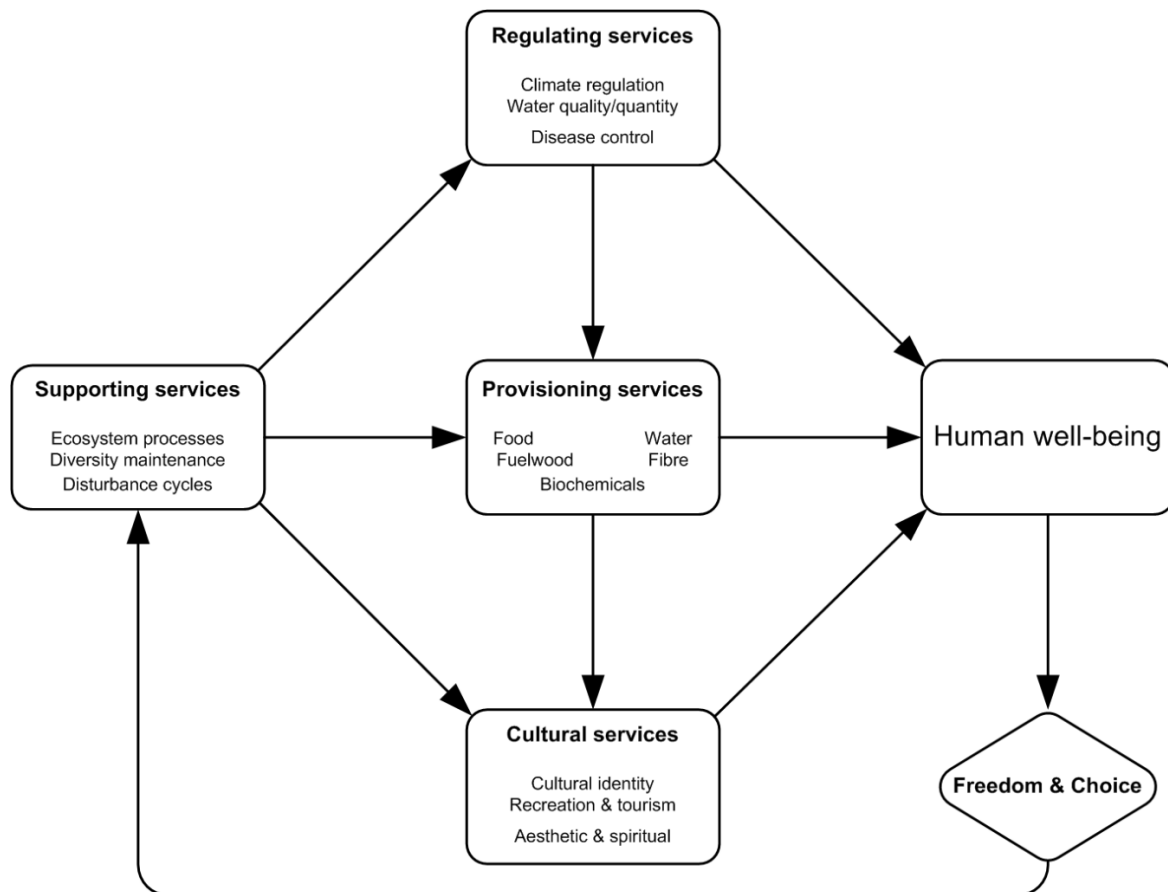 Regulating services
Climate regulation
Water quality/quantity
Disease control
Supporting services
Ecosystem processes
Diversity maintenance
Disturbance cycles
Provisioning services
Food Water
Fuelwood Fibre
Biochemicals
Human well-being
Cultural services
Cultural identity
Recreation & tourism
Aesthetic & spiritual
Freedom & Choice